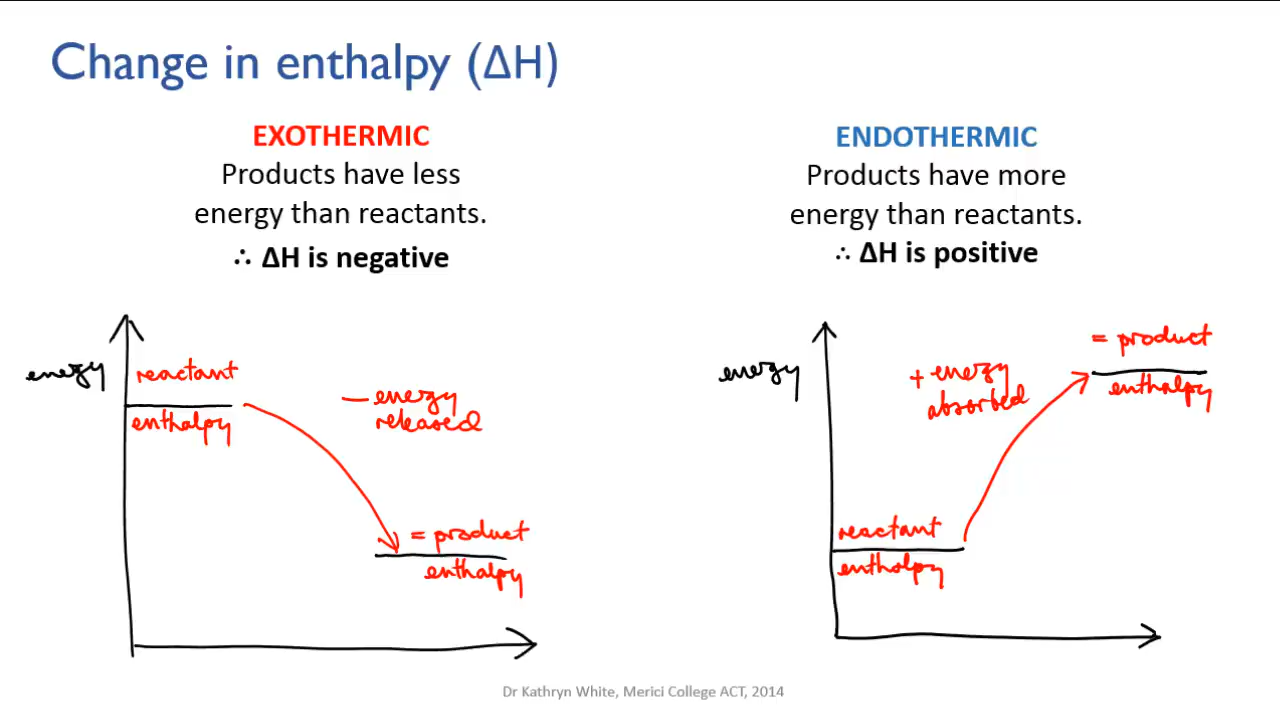 Change in enthalpy (ΔH)
EXOTHERMIC
Products have less
energy than reactants.
∴ ΔH is negative
energy
reactant
enthalpy
— energy
released
= product
enthalpy
ENDOTHERMIC
Products have more
energy than reactants.
∴ ΔH is positive
energy
reactant
enthalpy
+ energy
absorbed
= product
enthalpy
Dr Kathryn White, Merici College ACT, 2014